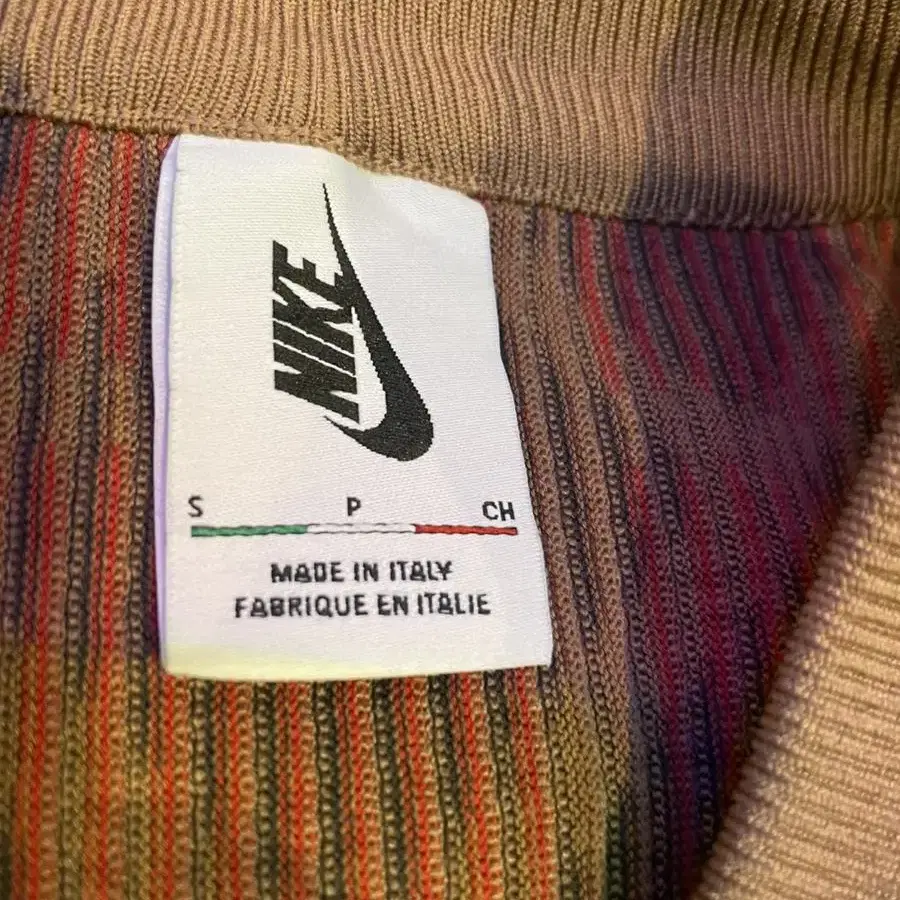 NIKE
S P CH
MADE IN ITALY
FABRIQUE EN ITALIE